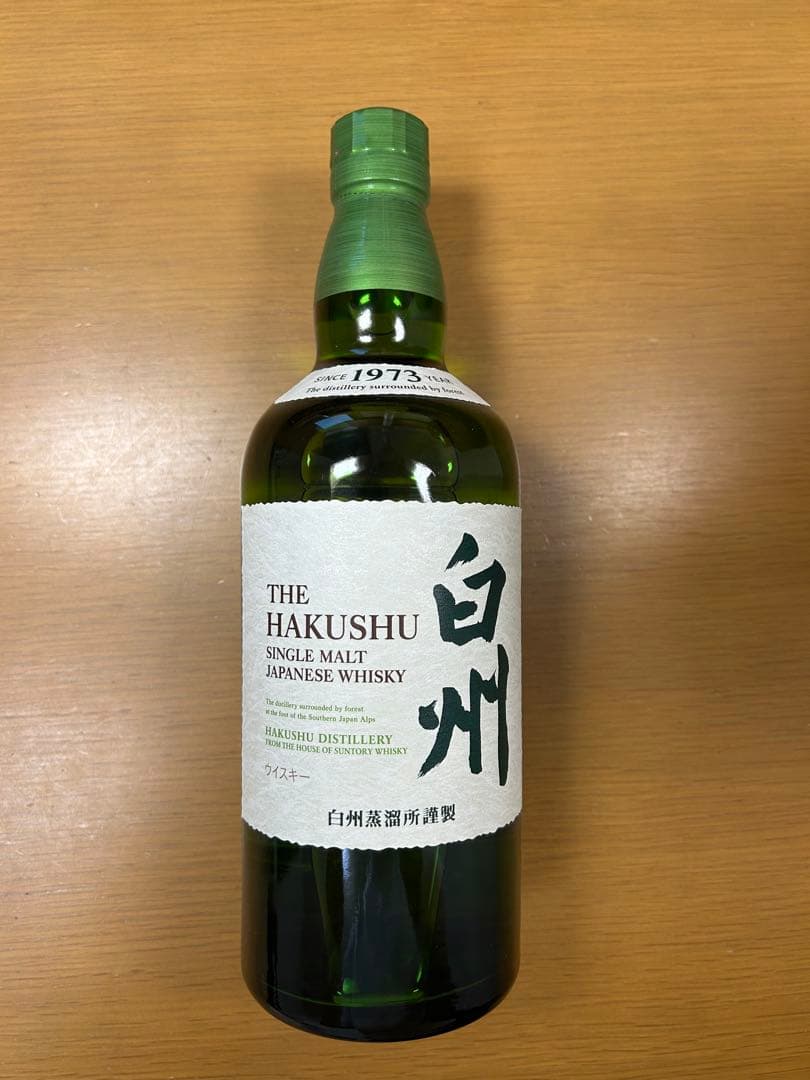 SINCE 1973 YEAR
The distillery surrounded by forest
THE
HAKUSHU
SINGLE MALT
JAPANESE WHISKY
白州
The distillery surrounded by forest
at the foot of the Southern Japan Alps
HAKUSHU DISTILLERY
FROM THE HOUSE OF SUNTORY WHISKY
ウイスキー
白州蒸溜所謹製